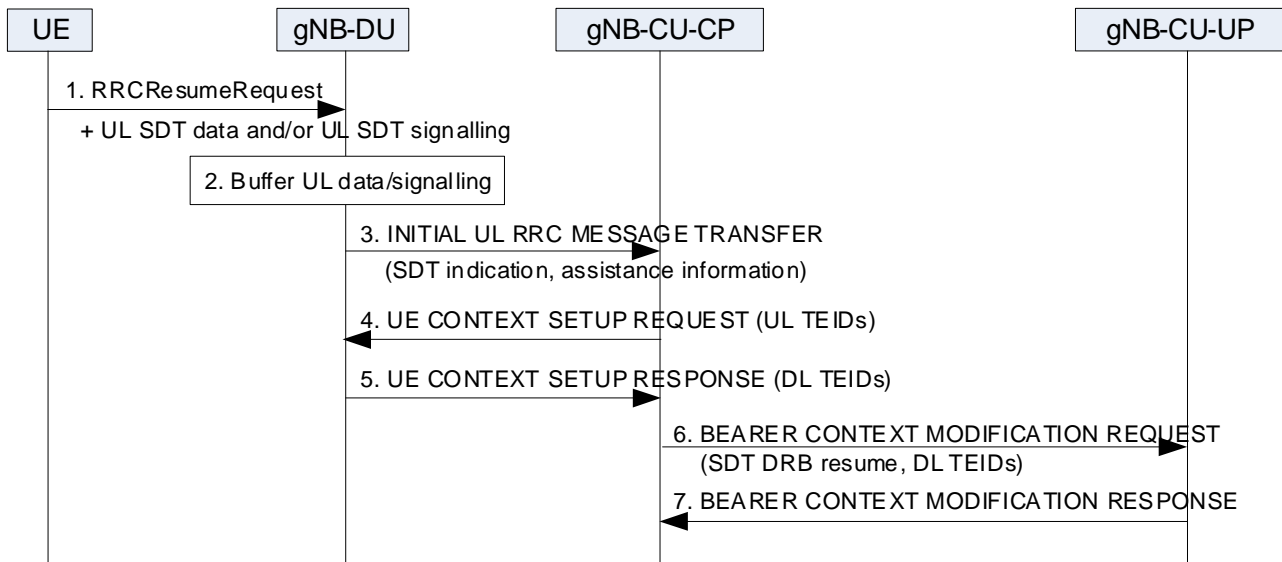 UE
gNB-DU
gNB-CU-CP
gNB-CU-UP
1. RRCResumeRequest
+ UL SDT data and/or UL SDT signalling
2. Buffer UL data/signalling
3. INITIAL UL RRC MESSAGE TRANSFER
(SDT indication, assistance information)
4. UE CONTEXT SETUP REQUEST (UL TEIDs)
5. UE CONTEXT SETUP RESPONSE (DL TEIDs)
6. BEARER CONTEXT MODIFICATION REQUEST
(SDT DRB resume, DL TEIDs)
7. BEARER CONTEXT MODIFICATION RESPONSE